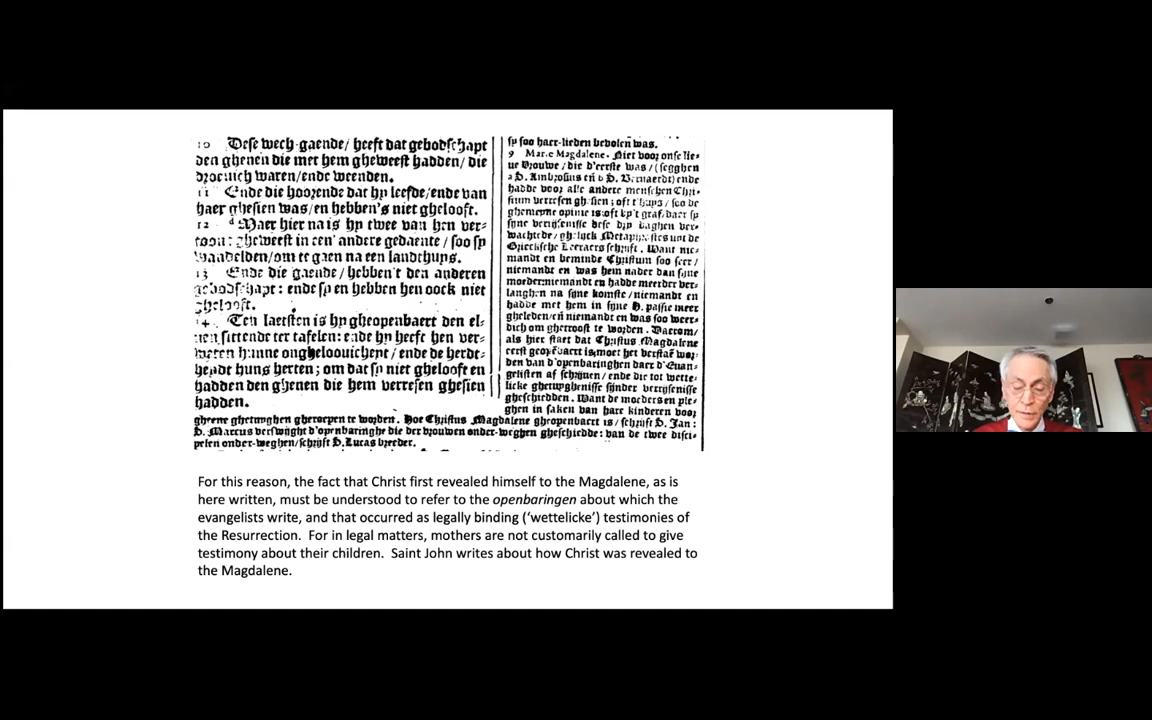 10 Dese wech-gaende/ heeft dat gebodschapt
den ghenen die met hem gheweest hadden/ die
droevich waren/ende weenden.
11 Ende die hoorende dat hy leefde/ende van
haer ghesien was/en hebben's niet ghelooft.
12 d Maer hier na is hy twee van hen ver-
toont gheweest in een' andere gedaente / soo sy
wandelden/om te gaen na een landthuys.
13 Ende die gaende/ hebben't den anderen
gebodschapt: ende sy en hebben hen oock niet
ghelooft.
14 Ten laetsten is hy gheopenbaert den el-
ven sittende ter tafelen: ende hy heeft hen ver-
weten hunne ongheloovicheyt/ ende de herdt-
heydt huns herten; om dat sy niet ghelooft en
hadden den ghenen die hem verresen ghesien
hadden.
sy soo haer-lieden bevolen was.
9 Marie Magdalene. Niet voor onse lie-
ve Vrouwe/ die d'eerste was/ (segghen
a S. Ambrosius en b S. Bernaerdt) ende
hadde voor alle andere menschen Chri-
stum verresen ghesien; oft t'huys/ soo de
ghemeyne opinie is: oft by't graf, daer sy
syne verrijsenisse dese dry daghen ver-
wachtede/ ghelijck Metaphrastes uyt de
Griecksche Leeraers schrijft. Want nie-
mandt en beminde Christum soo seer/
niemandt en was hem nader dan syne
moeder: niemandt en hadde meerder ver-
langhen na syne komste/ niemandt en
hadde met hem in syne H. passie meer
gheleden/en niemandt en was soo weer-
dich om ghetroost te worden. Daerom/
als hier staet dat Christus Magdalene
eerst geopenbaert is, moet het verstaen wor-
den van d'openbaringhen daer d'Euan-
gelisten af schrijven/ ende die tot wette-
licke ghetuyghenisse sijnder verrijsenisse
gheschiedden. Want de moeders en ple-
ghen in saken van hare kinderen voor
gheene ghetuyghen gheroepen te worden. Hoe Christus Magdalene gheopenbaert is/ schrijft S. Jan:
S. Marcus verswijght d'openbaringhe die der vrouwen onder-weghen gheschiedde: van de twee disci-
pelen onder-weghen/schrijft S. Lucas breeder.
For this reason, the fact that Christ first revealed himself to the Magdalene, as is
here written, must be understood to refer to the openbaringen about which the
evangelists write, and that occurred as legally binding ('wettelicke') testimonies of
the Resurrection. For in legal matters, mothers are not customarily called to give
testimony about their children. Saint John writes about how Christ was revealed to
the Magdalene.